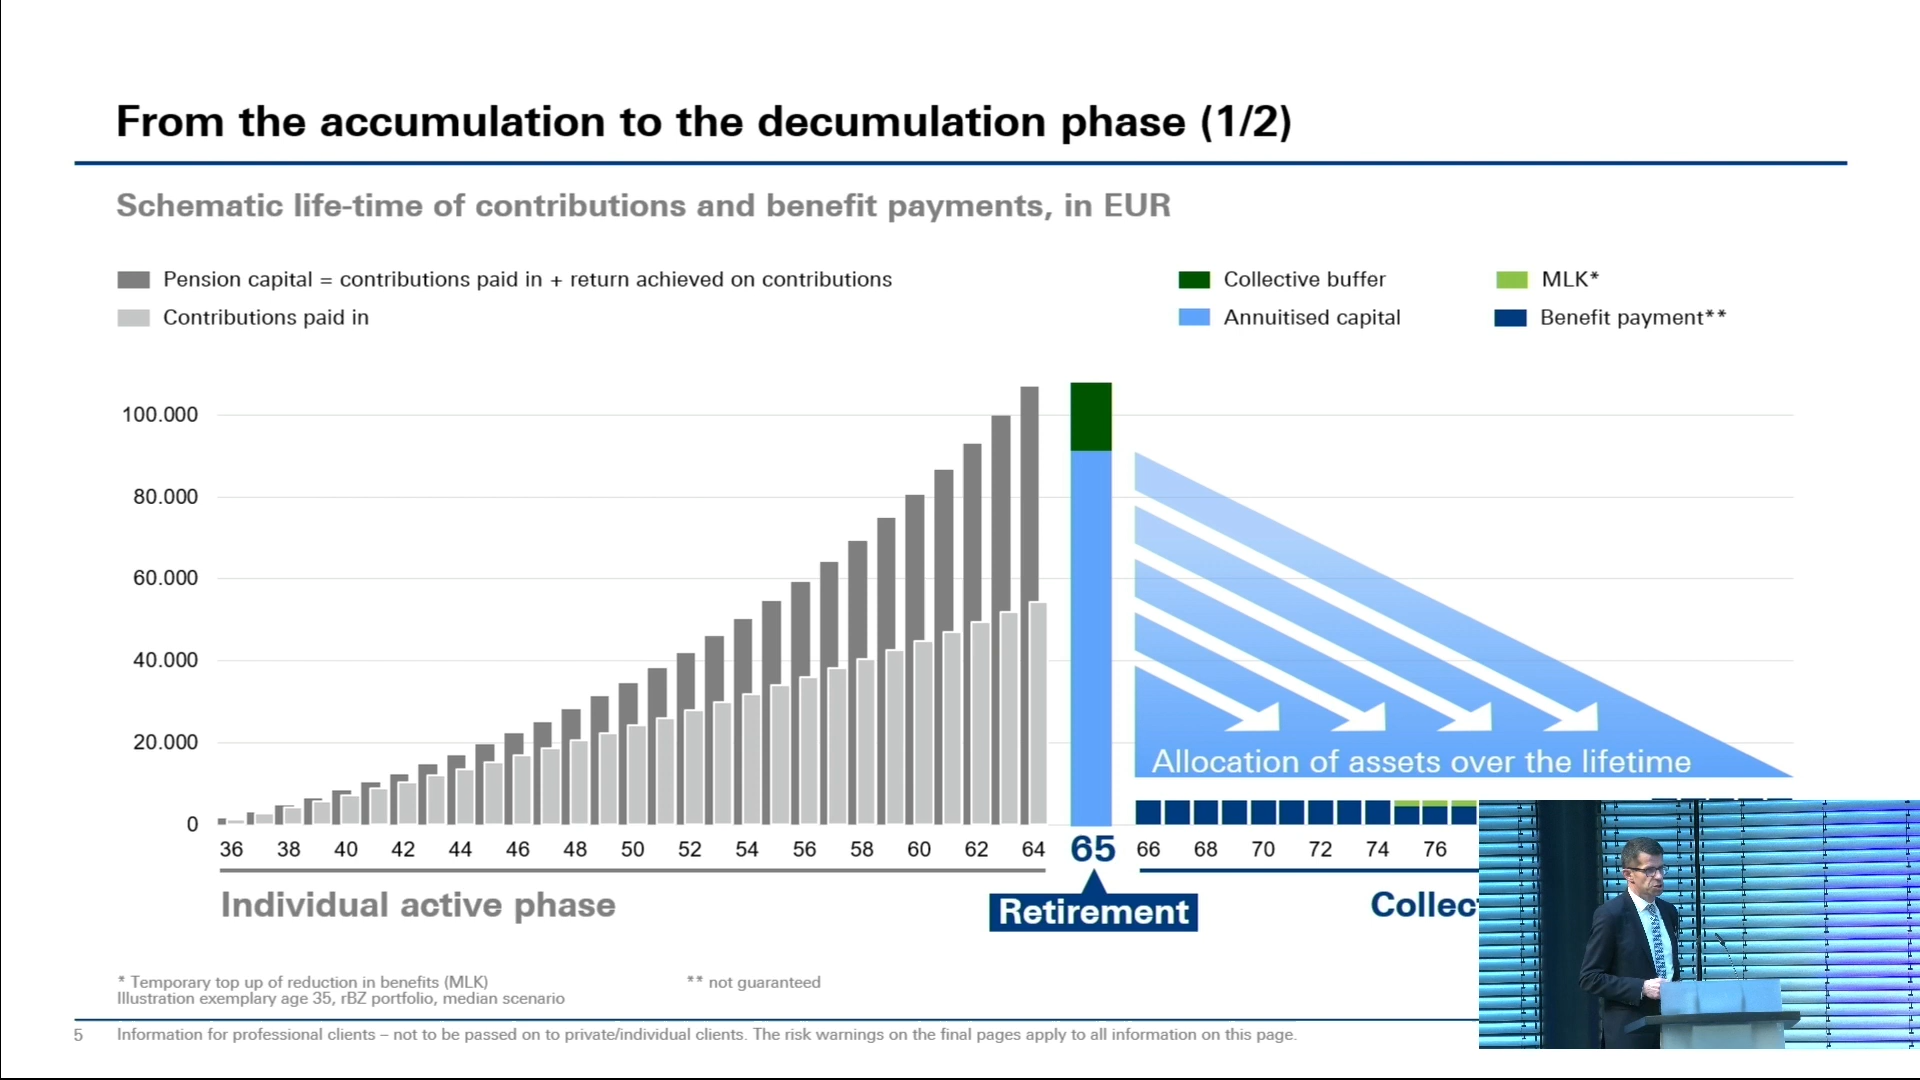 From the accumulation to the decumulation phase (1/2)
Schematic life-time of contributions and benefit payments, in EUR
Pension capital = contributions paid in + return achieved on contributions
Contributions paid in
Collective buffer
MLK*
Annuitised capital
Benefit payment**
100.000
80.000
60.000
40.000
20.000
0
Allocation of assets over the lifetime
36 38 40 42 44 46 48 50 52 54 56 58 60 62 64 65 66 68 70 72 74 76
Individual active phase
Retirement
Collec
* Temporary top up of reduction in benefits (MLK)
** not guaranteed
Illustration exemplary age 35, rBZ portfolio, median scenario
5 Information for professional clients – not to be passed on to private/individual clients. The risk warnings on the final pages apply to all information on this page.